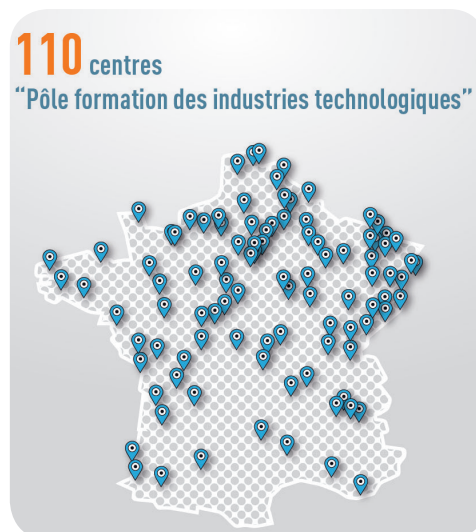 110 centres
“Pôle formation des industries technologiques”